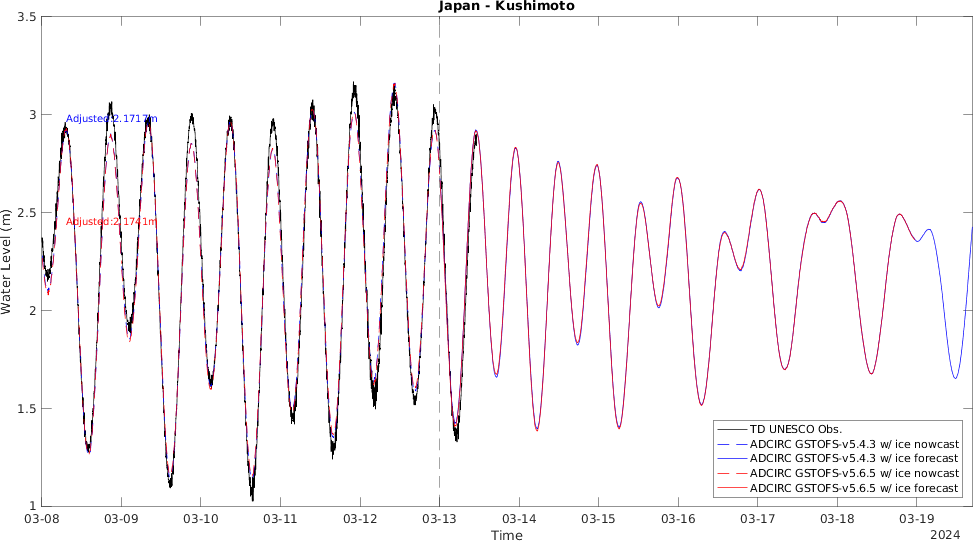 Japan - Kushimoto
3.5
3
2.5
2
1.5
1
Water Level (m)
Adjusted:2.1717m
Adjusted:2.1741m
TD UNESCO Obs.
ADCIRC GSTOFS-v5.4.3 w/ ice nowcast
ADCIRC GSTOFS-v5.4.3 w/ ice forecast
ADCIRC GSTOFS-v5.6.5 w/ ice nowcast
ADCIRC GSTOFS-v5.6.5 w/ ice forecast
03-08 03-09 03-10 03-11 03-12 03-13 03-14 03-15 03-16 03-17 03-18 03-19
Time
2024